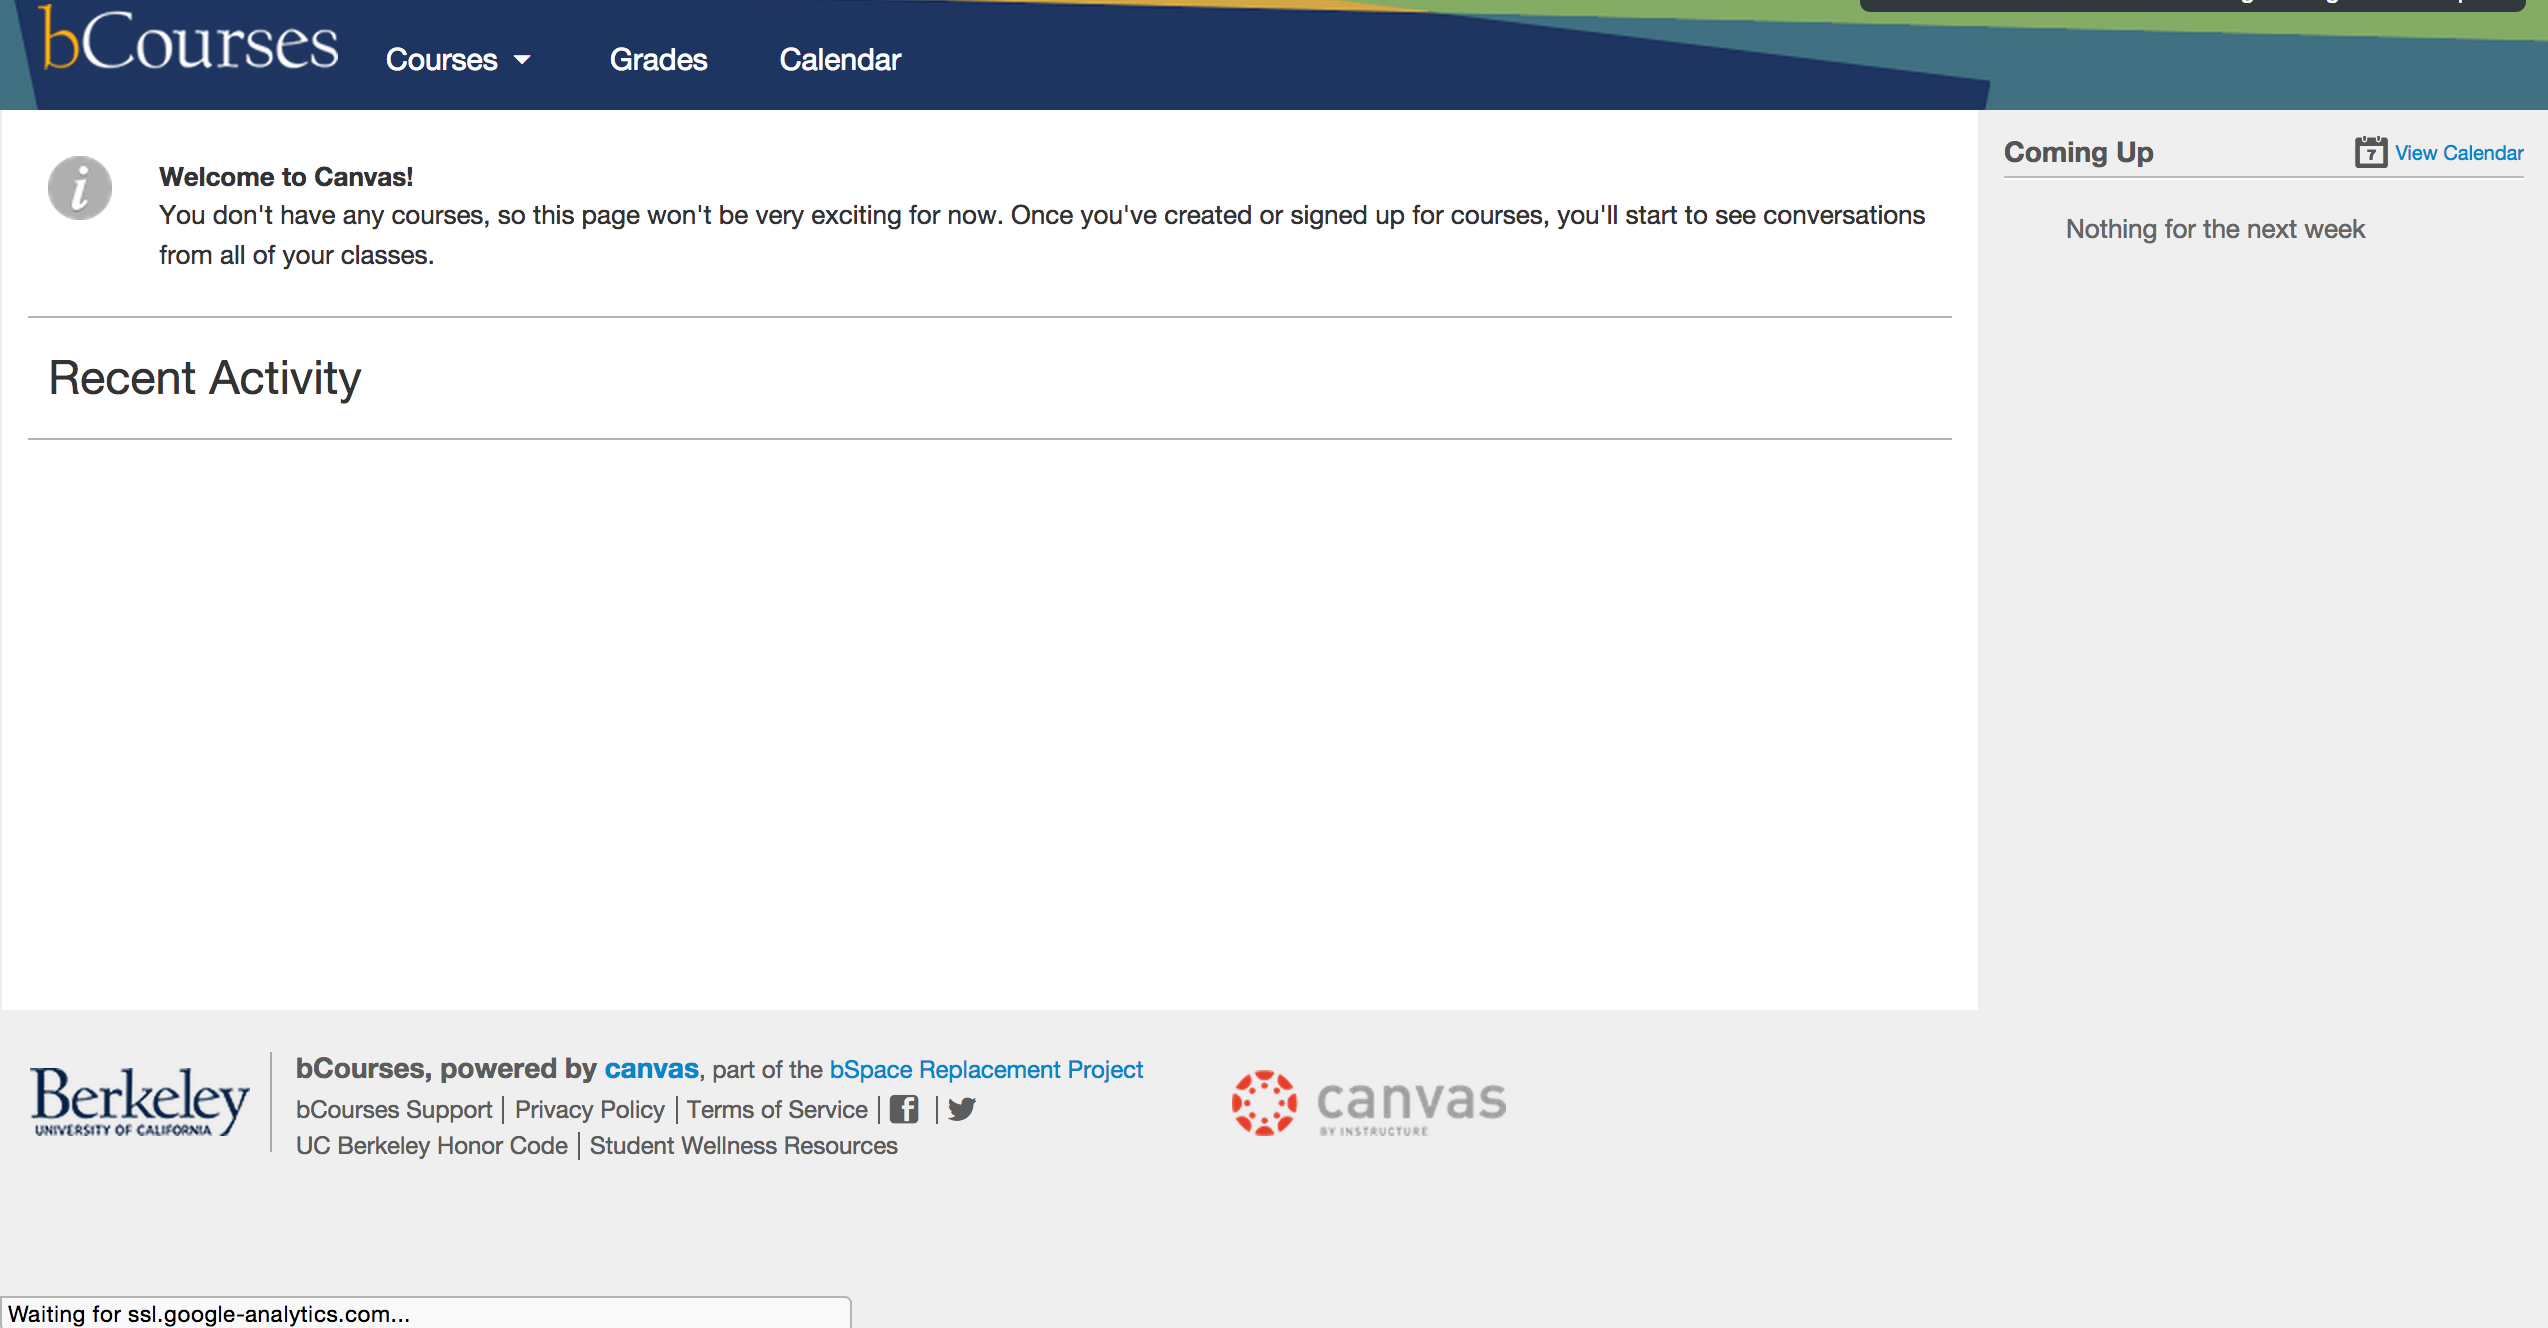 bCourses
Courses
Grades
Calendar
Welcome to Canvas!
You don't have any courses, so this page won't be very exciting for now. Once you've created or signed up for courses, you'll start to see conversations
from all of your classes.
Recent Activity
Coming Up
7
View Calendar
Nothing for the next week
Berkeley
UNIVERSITY OF CALIFORNIA
bCourses, powered by canvas, part of the bSpace Replacement Project
bCourses Support | Privacy Policy | Terms of Service | f | 
UC Berkeley Honor Code | Student Wellness Resources
canvas
BY INSTRUCTURE
Waiting for ssl.google-analytics.com...